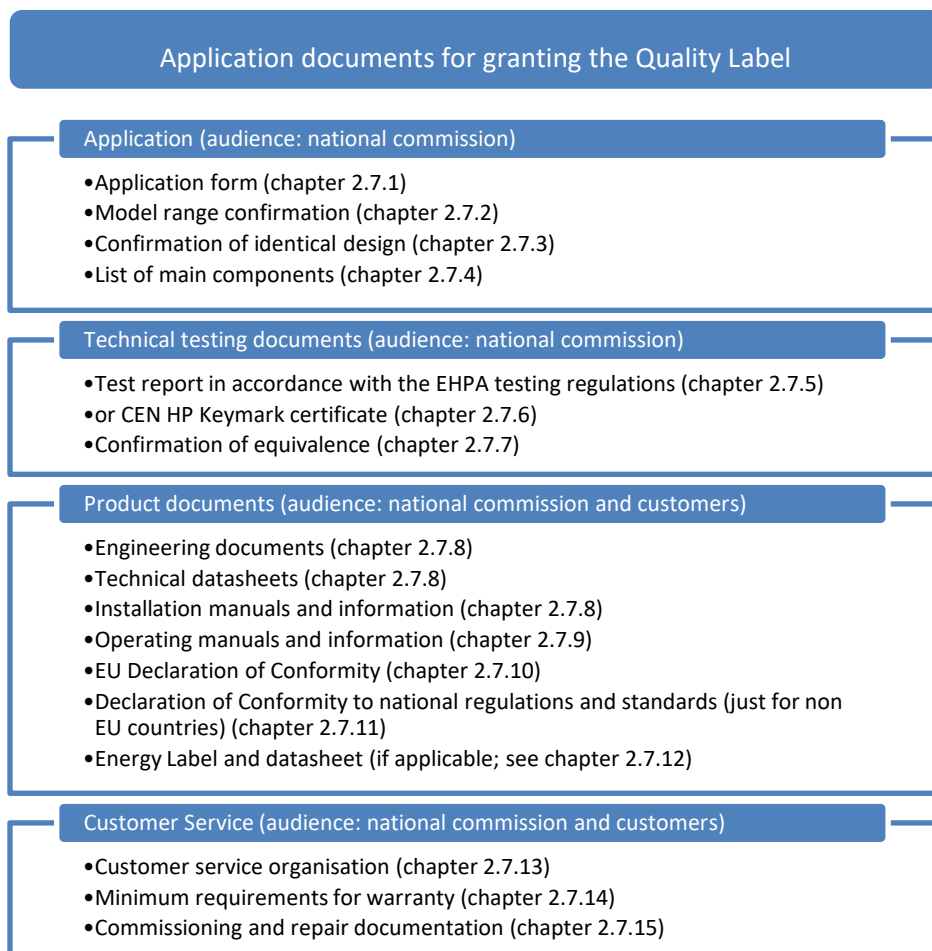 Application documents for granting the Quality Label
Application (audience: national commission)
•Application form (chapter 2.7.1)
•Model range confirmation (chapter 2.7.2)
•Confirmation of identical design (chapter 2.7.3)
•List of main components (chapter 2.7.4)
Technical testing documents (audience: national commission)
•Test report in accordance with the EHPA testing regulations (chapter 2.7.5)
•or CEN HP Keymark certificate (chapter 2.7.6)
•Confirmation of equivalence (chapter 2.7.7)
Product documents (audience: national commission and customers)
•Engineering documents (chapter 2.7.8)
•Technical datasheets (chapter 2.7.8)
•Installation manuals and information (chapter 2.7.8)
•Operating manuals and information (chapter 2.7.9)
•EU Declaration of Conformity (chapter 2.7.10)
•Declaration of Conformity to national regulations and standards (just for non
EU countries) (chapter 2.7.11)
•Energy Label and datasheet (if applicable; see chapter 2.7.12)
Customer Service (audience: national commission and customers)
•Customer service organisation (chapter 2.7.13)
•Minimum requirements for warranty (chapter 2.7.14)
•Commissioning and repair documentation (chapter 2.7.15)